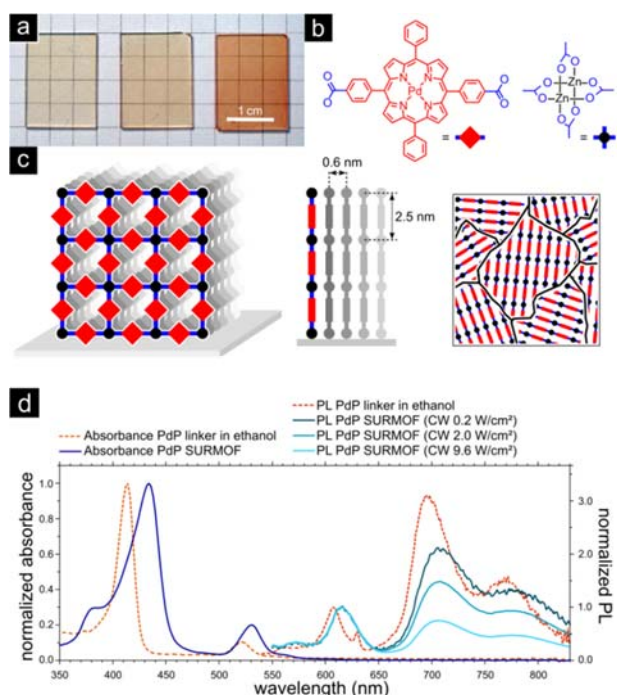 a
1 cm
b
Pd
N
N
N
N
O
O
O
O
=
Zn
Zn
O
O
O
O
O
O
O
O
=
c
0.6 nm
2.5 nm
d
PL PdP linker in ethanol
Absorbance PdP linker in ethanol
PL PdP SURMOF (CW 0.2 W/cm²)
Absorbance PdP SURMOF
PL PdP SURMOF (CW 2.0 W/cm²)
PL PdP SURMOF (CW 9.6 W/cm²)
normalized absorbance
1.0
0.8
0.6
0.4
0.2
0.0
3.0
2.0
1.0
0.0
normalized PL
350 400 450 500 550 600 650 700 750 800
wavelength (nm)